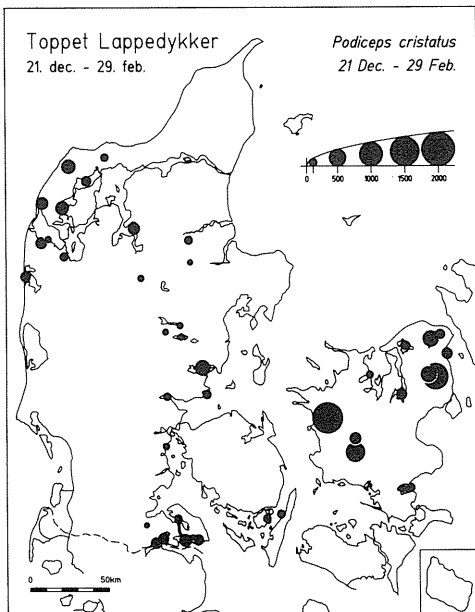 Toppet Lappedykker
21. dec. - 29. feb.
Podiceps cristatus
21 Dec. - 29 Feb.
0 500 1000 1500 2000
0 50km